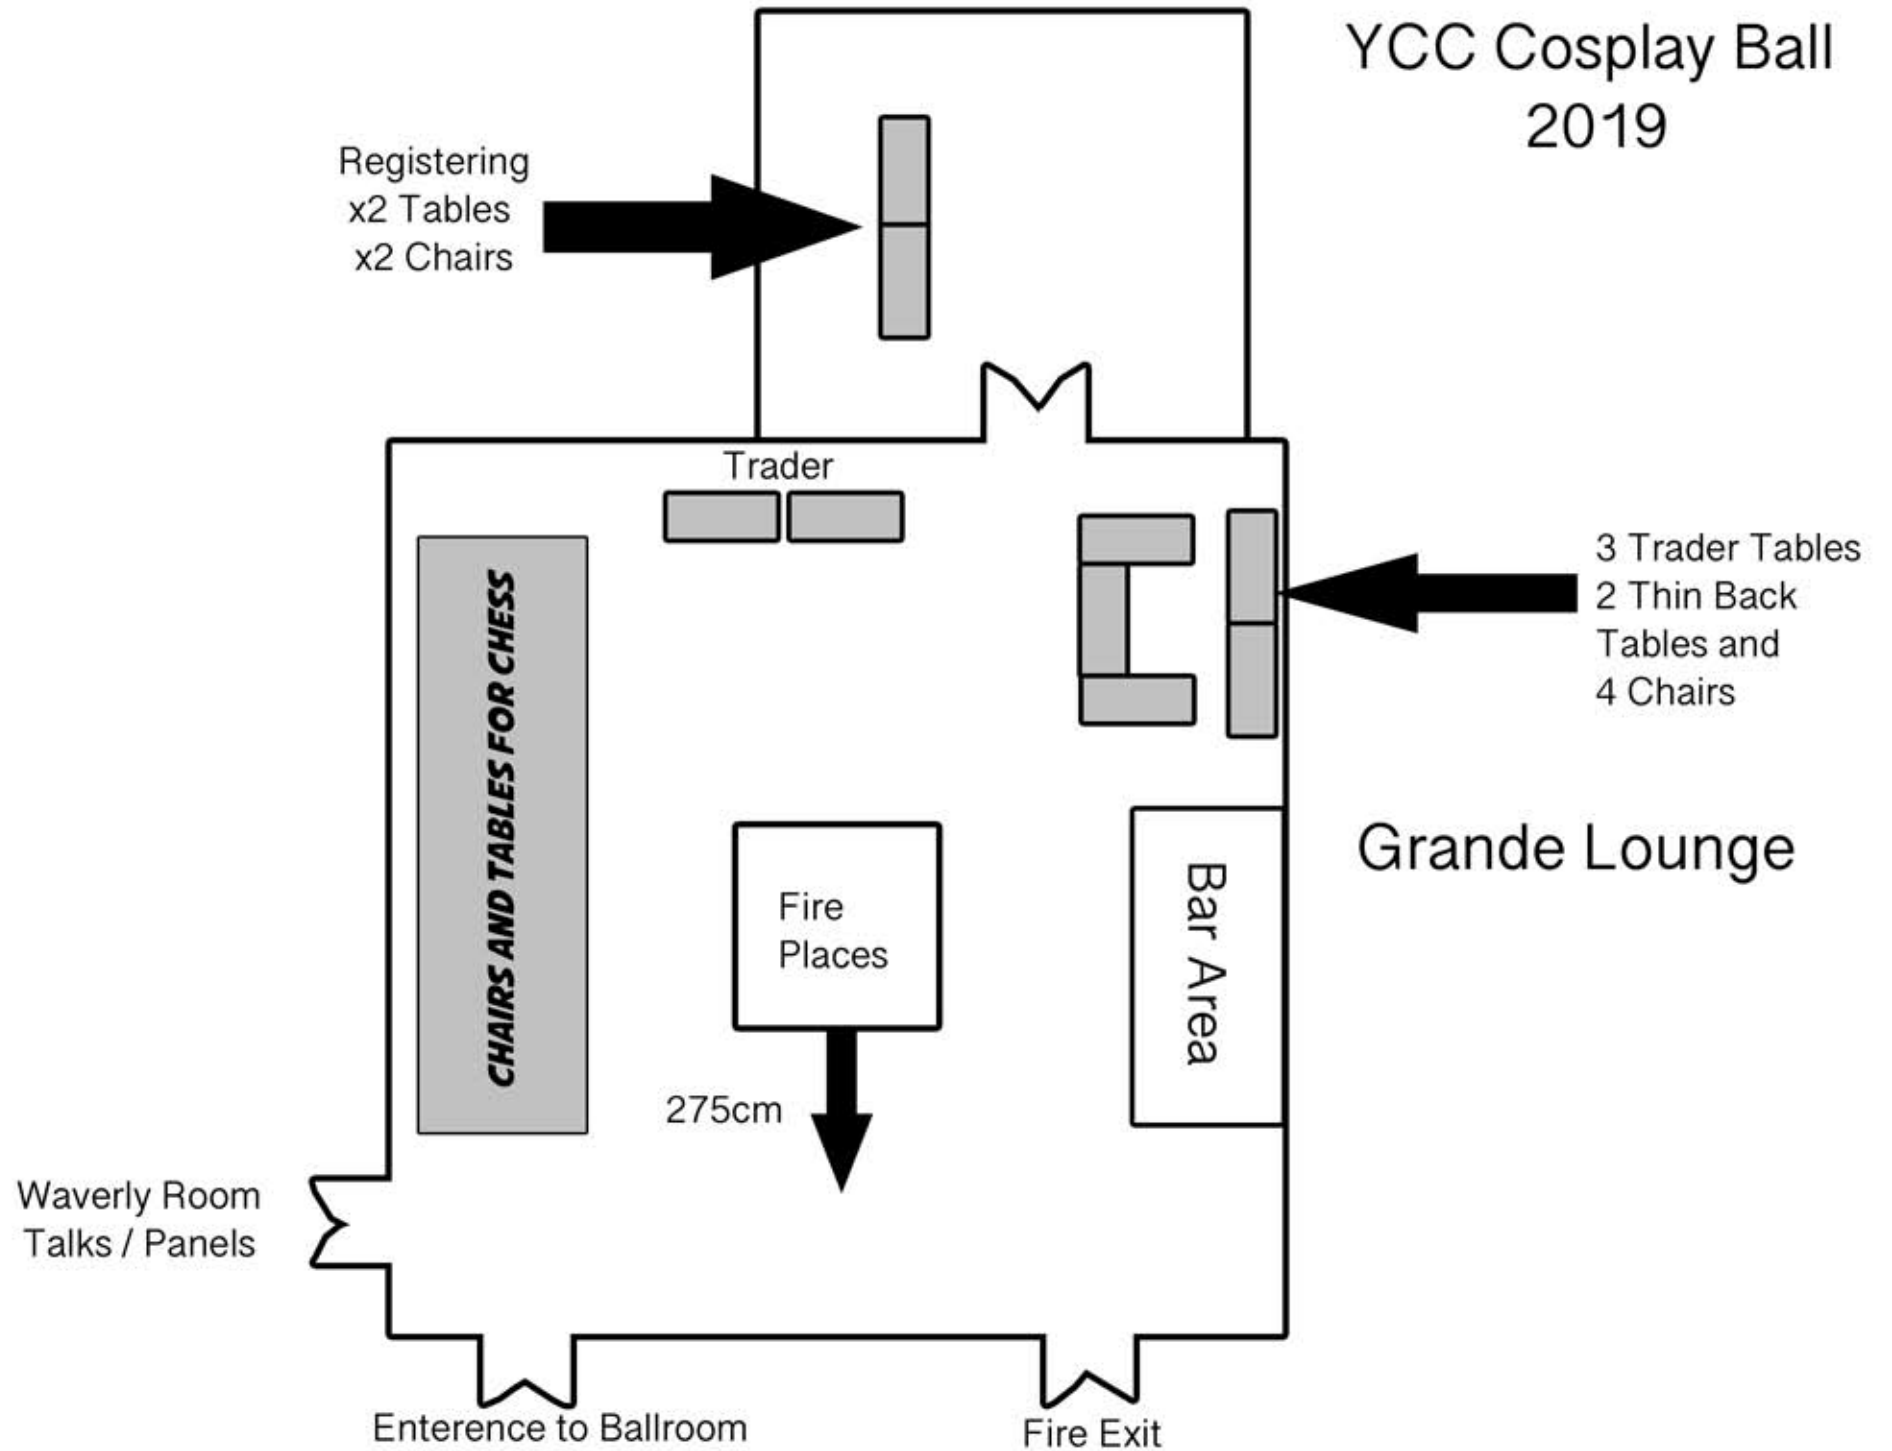 YCC Cosplay Ball
2019
Registering
x2 Tables
x2 Chairs
Trader
3 Trader Tables
2 Thin Back
Tables and
4 Chairs
CHAIRS AND TABLES FOR CHESS
Grande Lounge
Fire
Places
Bar Area
275cm
Waverly Room
Talks / Panels
Enterence to Ballroom
Fire Exit